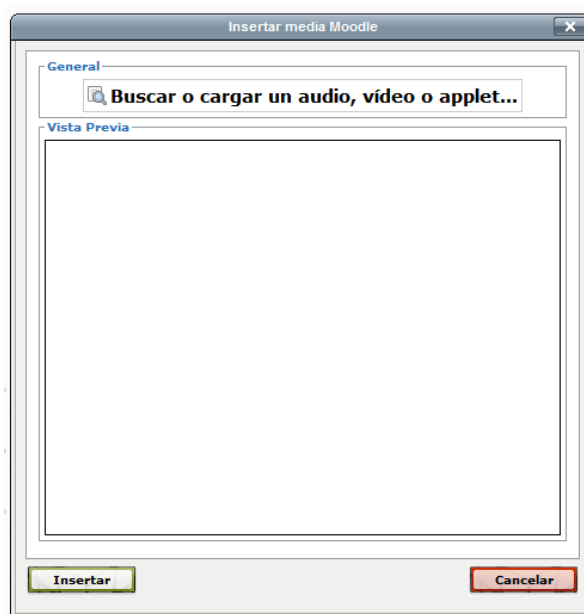 Insertar media Moodle
General
Buscar o cargar un audio, vídeo o applet...
Vista Previa
Insertar
Cancelar